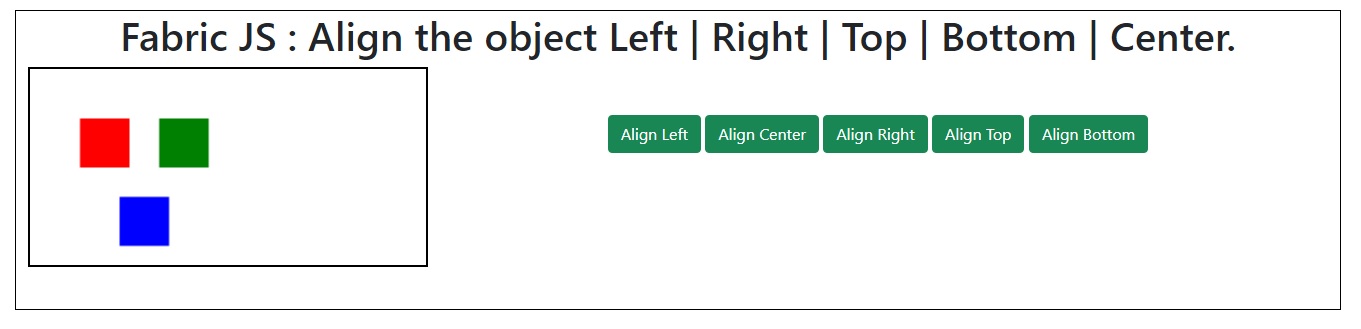 Fabric JS : Align the object Left | Right | Top | Bottom | Center.
Align Left Align Center Align Right Align Top Align Bottom